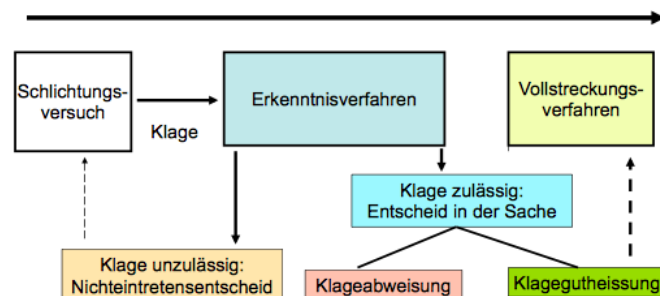 Schlichtungs-
versuch
Klage
Erkenntnisverfahren
Vollstreckungs-
verfahren
Klage zulässig:
Entscheid in der Sache
Klage unzulässig:
Nichteintretensentscheid
Klageabweisung
Klagegutheissung